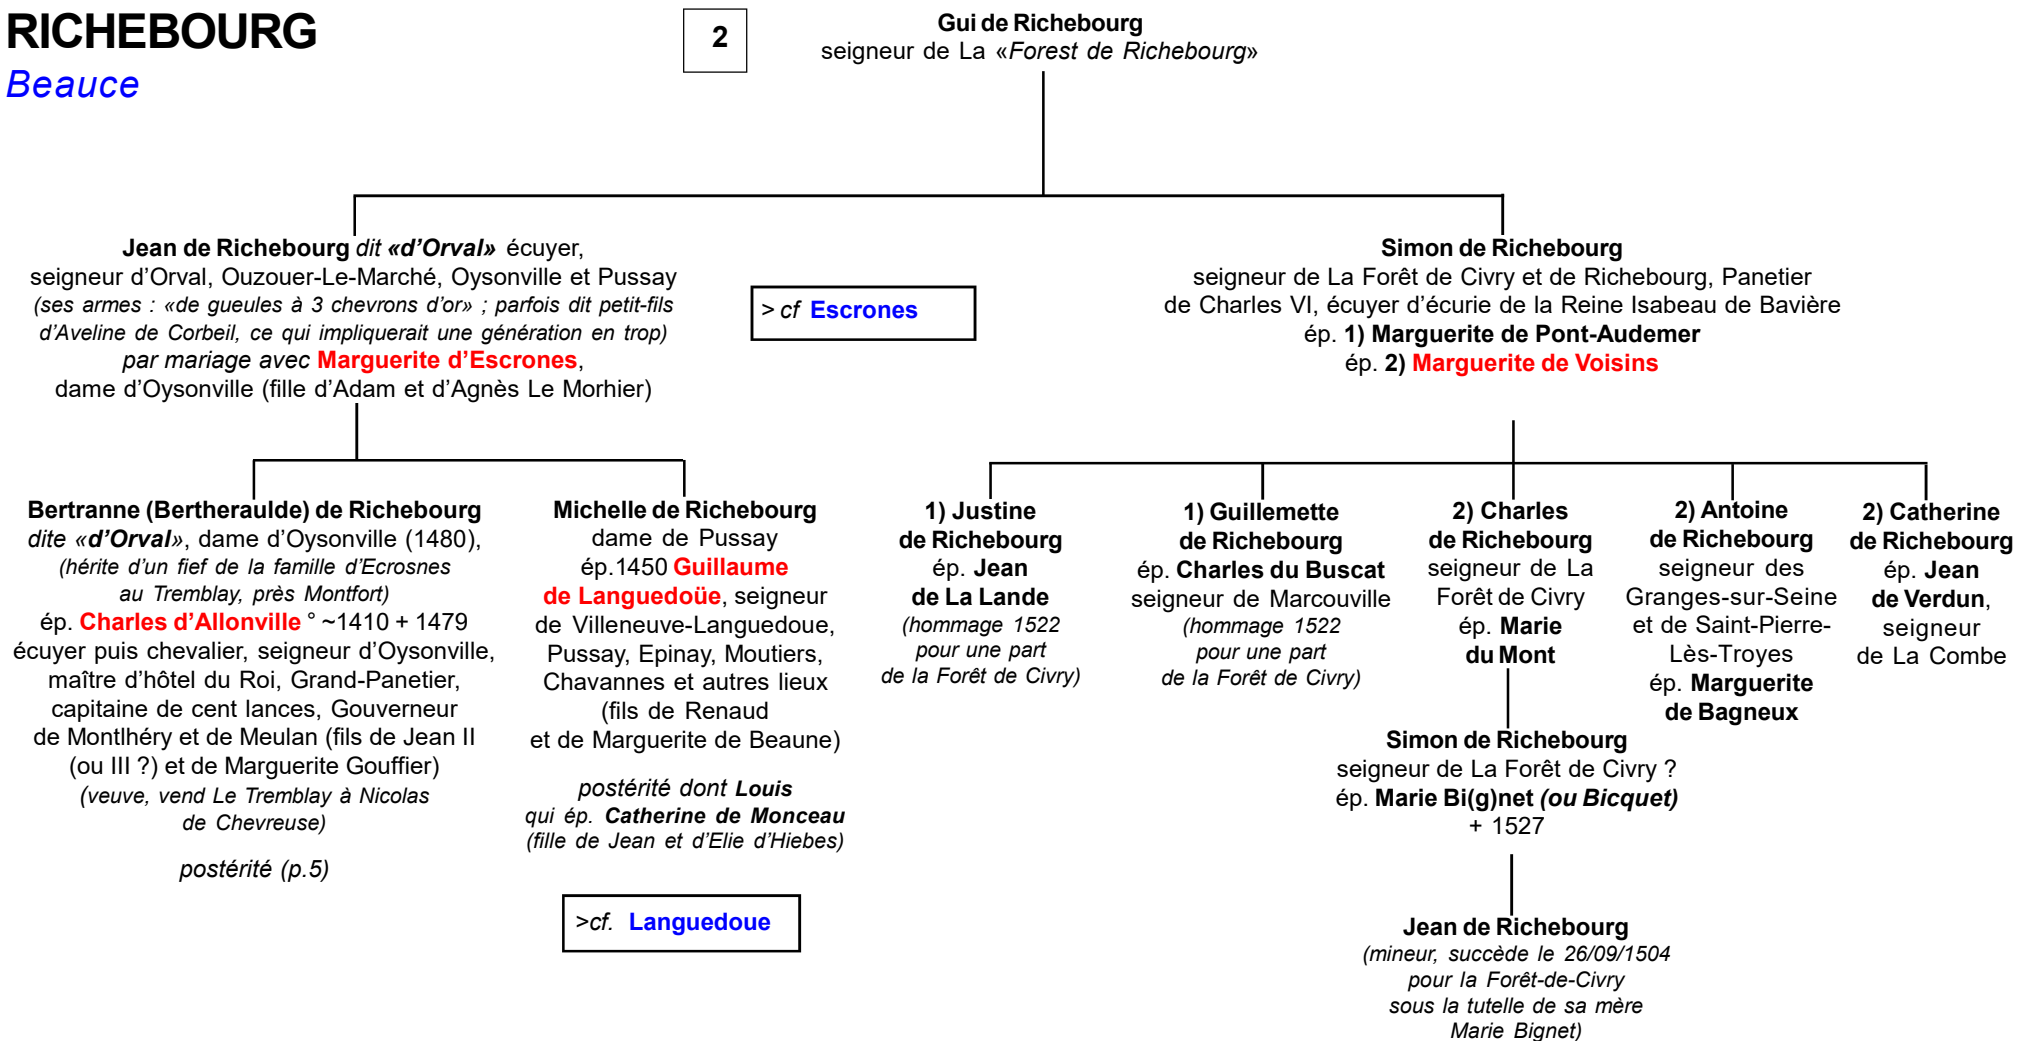 RICHEBOURG
Beauce
2
Gui de Richebourg
seigneur de La «Forest de Richebourg»
Jean de Richebourg dit «d’Orval» écuyer,
seigneur d’Orval, Ouzouer-Le-Marché, Oysonville et Pussay
(ses armes : «de gueules à 3 chevrons d’or» ; parfois dit petit-fils
d’Aveline de Corbeil, ce qui impliquerait une génération en trop)
par mariage avec Marguerite d’Escrones,
dame d’Oysonville (fille d’Adam et d’Agnès Le Morhier)
> cf Escrones
Simon de Richebourg
seigneur de La Forêt de Civry et de Richebourg, Panetier
de Charles VI, écuyer d’écurie de la Reine Isabeau de Bavière
ép. 1) Marguerite de Pont-Audemer
ép. 2) Marguerite de Voisins
Bertranne (Bertheraulde) de Richebourg
dite «d’Orval», dame d’Oysonville (1480),
(hérite d’un fief de la famille d’Ecrosnes
au Tremblay, près Montfort)
ép. Charles d’Allonville ° ~1410 + 1479
écuyer puis chevalier, seigneur d’Oysonville,
maître d’hôtel du Roi, Grand-Panetier,
capitaine de cent lances, Gouverneur
de Montlhéry et de Meulan (fils de Jean II
(ou III ?) et de Marguerite Gouffier)
(veuve, vend Le Tremblay à Nicolas
de Chevreuse)
postérité (p.5)
Michelle de Richebourg
dame de Pussay
ép.1450 Guillaume
de Languedoüe, seigneur
de Villeneuve-Languedoue,
Pussay, Epinay, Moutiers,
Chavannes et autres lieux
(fils de Renaud
et de Marguerite de Beaune)
postérité dont Louis
qui ép. Catherine de Monceau
(fille de Jean et d’Elie d’Hiebes)
>cf. Languedoue
1) Justine
de Richebourg
ép. Jean
de La Lande
(hommage 1522
pour une part
de la Forêt de Civry)
1) Guillemette
de Richebourg
ép. Charles du Buscat
seigneur de Marcouville
(hommage 1522
pour une part
de la Forêt de Civry)
2) Charles
de Richebourg
seigneur de La
Forêt de Civry
ép. Marie
du Mont
2) Antoine
de Richebourg
seigneur des
Granges-sur-Seine
et de Saint-Pierre-
Lès-Troyes
ép. Marguerite
de Bagneux
2) Catherine
de Richebourg
ép. Jean
de Verdun,
seigneur
de La Combe
Simon de Richebourg
seigneur de La Forêt de Civry ?
ép. Marie Bi(g)net (ou Bicquet)
+ 1527
Jean de Richebourg
(mineur, succède le 26/09/1504
pour la Forêt-de-Civry
sous la tutelle de sa mère
Marie Bignet)